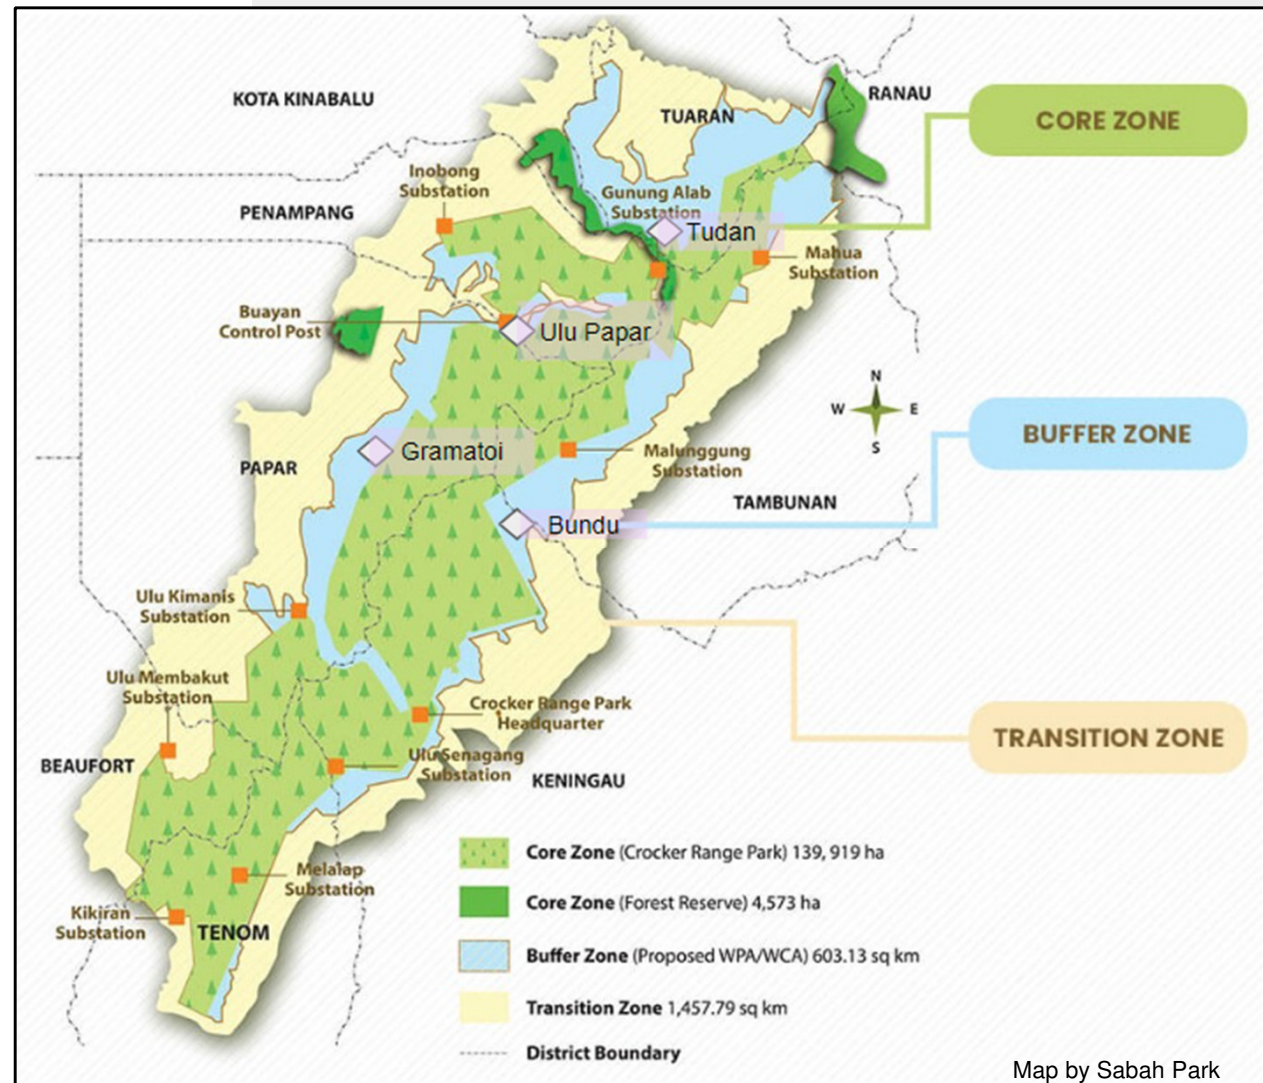 KOTA KINABALU
TUARAN
RANAU
CORE ZONE
Inobong
Substation
PENAMPANG
Gunung Alab
Substation
Tudan
Mahua
Substation
Buayan
Control Post
Ulu Papar
N
W
E
S
BUFFER ZONE
Gramatoi
PAPAR
Malunggung
Substation
TAMBUNAN
Bundu
Ulu Kimanis
Substation
Ulu Membakut
Substation
Crocker Range Park
Headquarter
TRANSITION ZONE
BEAUFORT
Ulu Senagang
Substation
KENINGAU
Core Zone (Crocker Range Park) 139, 919 ha
Melalap
Substation
Core Zone (Forest Reserve) 4,573 ha
Kikiran
Substation
TENOM
Buffer Zone (Proposed WPA/WCA) 603.13 sq km
Transition Zone 1,457.79 sq km
District Boundary
Map by Sabah Park